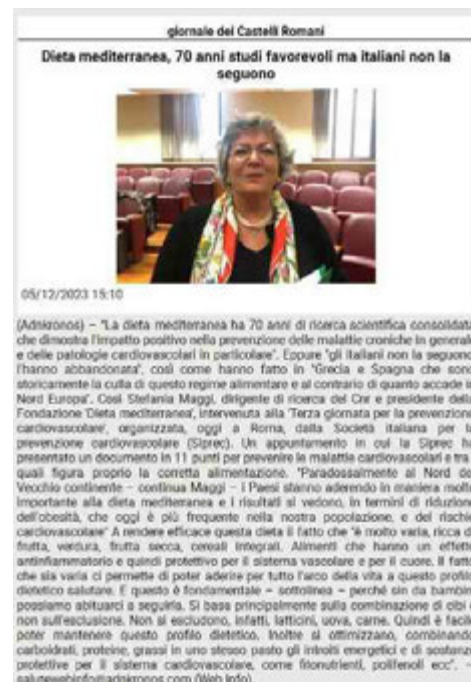 giornale dei Castelli Romani
Dieta mediterranea, 70 anni studi favorevoli ma italiani non la
seguono
05/12/2023 15:10
(Adnkronos) – "La dieta mediterranea ha 70 anni di ricerca scientifica consolidata
che dimostra l'impatto positivo nella prevenzione delle malattie croniche in generale
e delle patologie cardiovascolari in particolare". Eppure "gli italiani non la seguono
l'hanno abbandonata", così come hanno fatto in "Grecia e Spagna che sono
storicamente la culla di questo regime alimentare e al contrario di quanto accade in
Nord Europa". Così Stefania Maggi, dirigente di ricerca del Cnr e presidente della
Fondazione 'Dieta mediterranea', intervenuta alla 'Terza giornata per la prevenzione
cardiovascolare', organizzata, oggi a Roma, dalla Società italiana per la
prevenzione cardiovascolare (Siprec). Un appuntamento in cui la Siprec ha
presentato un documento in 11 punti per prevenire le malattie cardiovascolari e tra i
quali figura proprio la corretta alimentazione. "Paradossalmente al Nord del
Vecchio continente – continua Maggi – i Paesi stanno aderendo in maniera molto
importante alla dieta mediterranea e i risultati si vedono, in termini di riduzione
dell'obesità, che oggi è più frequente nella nostra popolazione, e del rischio
cardiovascolare" A rendere efficace questa dieta il fatto che "è molto varia, ricca di
frutta, verdura, frutta secca, cereali integrali. Alimenti che hanno un effetto
antinfiammatorio e quindi protettivo per il sistema vascolare e per il cuore. Il fatto
che sia varia ci permette di poter aderire per tutto l'arco della vita a questo profilo
dietetico salutare. E questo è fondamentale – sottolinea – perché sin da bambini
possiamo abituarci a seguirla. Si basa principalmente sulla combinazione di cibi e
non sull'esclusione. Non si escludono, infatti, latticini, uova, carne. Quindi è facile
poter mantenere questo profilo dietetico. Inoltre si ottimizzano, combinando
carboidrati, proteine, grassi in uno stesso pasto gli introiti energetici e di sostanze
protettive per il sistema cardiovascolare, come fitonutrienti, polifenoli ecc". –
salutewebinfo@adnkronos.com (Web Info)